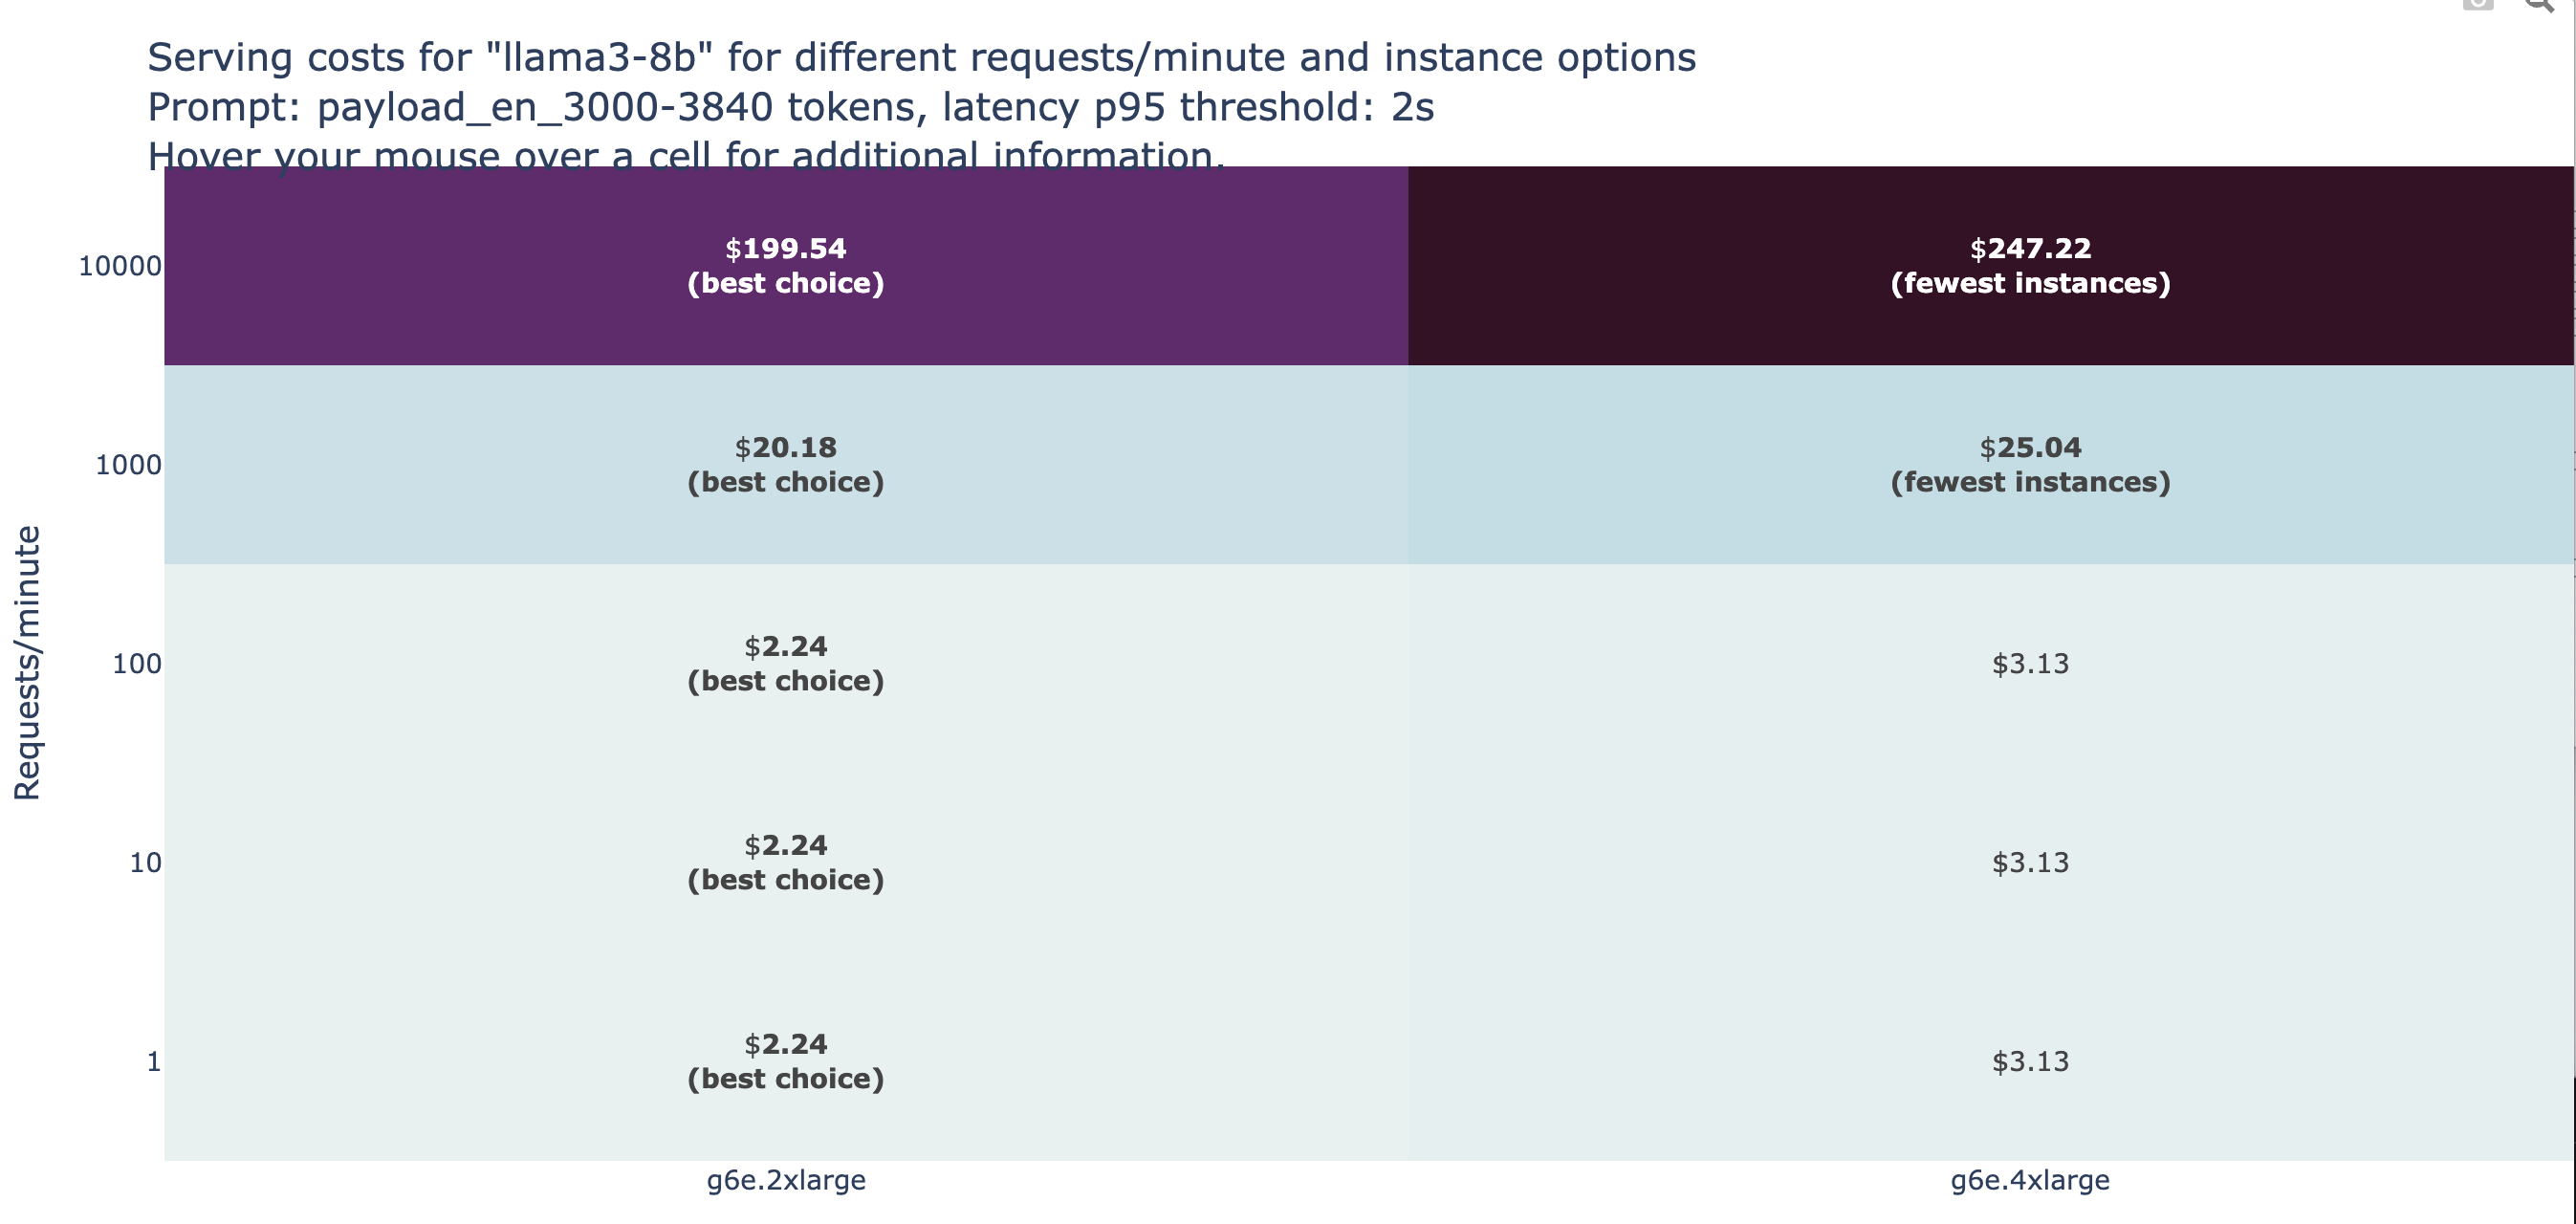 Serving costs for "llama3-8b" for different requests/minute and instance options
Prompt: payload_en_3000-3840 tokens, latency p95 threshold: 2s
Hover your mouse over a cell for additional information.
Requests/minute
10000
$199.54
(best choice)
$247.22
(fewest instances)
1000
$20.18
(best choice)
$25.04
(fewest instances)
100
$2.24
(best choice)
$3.13
10
$2.24
(best choice)
$3.13
1
$2.24
(best choice)
$3.13
g6e.2xlarge
g6e.4xlarge